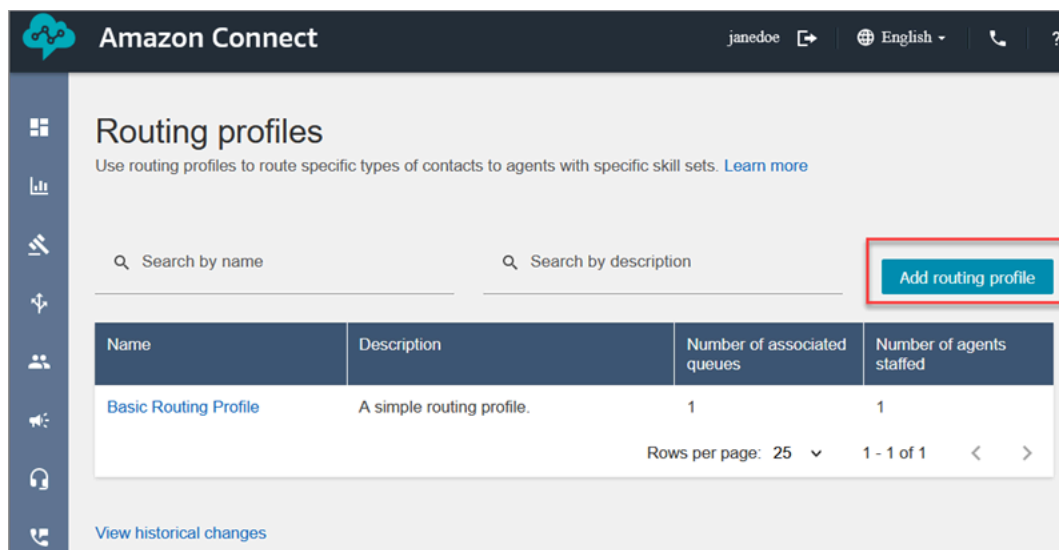 Amazon Connect
janedoe
English
?
Routing profiles
Use routing profiles to route specific types of contacts to agents with specific skill sets. Learn more
Search by name
Search by description
Add routing profile
Name
Description
Number of associated
queues
Number of agents
staffed
Basic Routing Profile
A simple routing profile.
1
1
Rows per page: 25
1 - 1 of 1
View historical changes